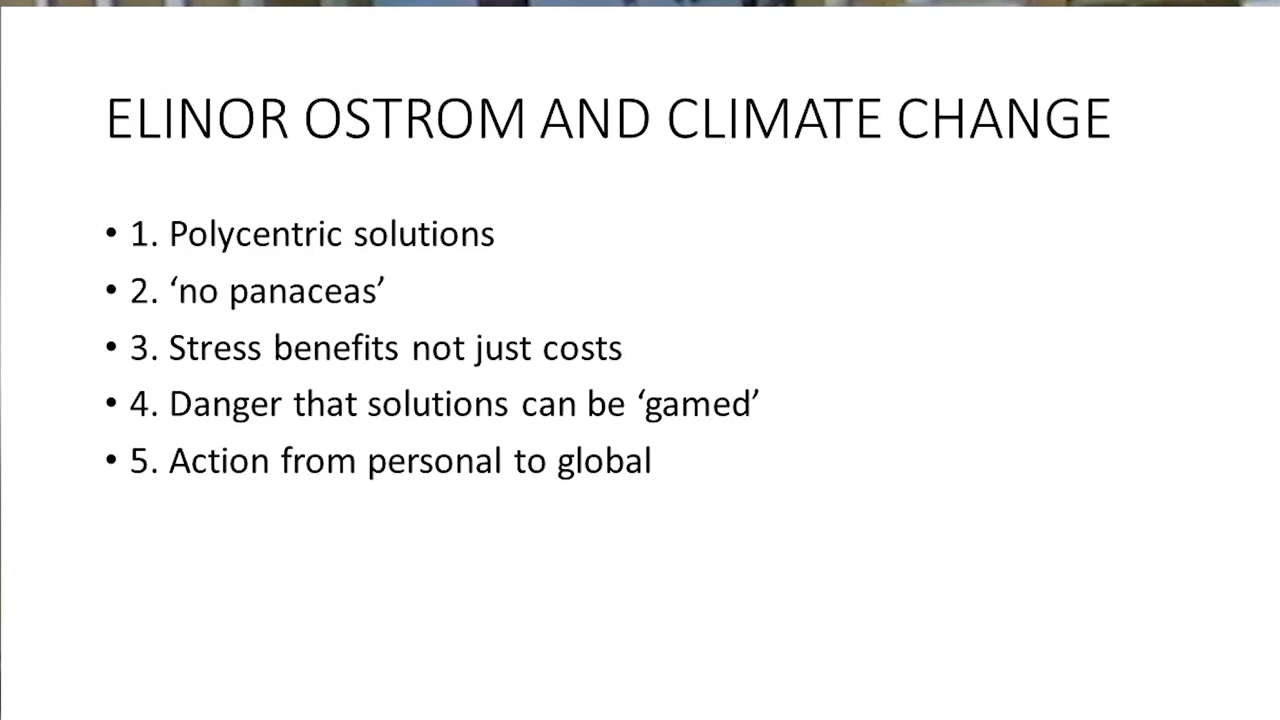 ELINOR OSTROM AND CLIMATE CHANGE
• 1. Polycentric solutions
• 2. ‘no panaceas’
• 3. Stress benefits not just costs
• 4. Danger that solutions can be ‘gamed’
• 5. Action from personal to global